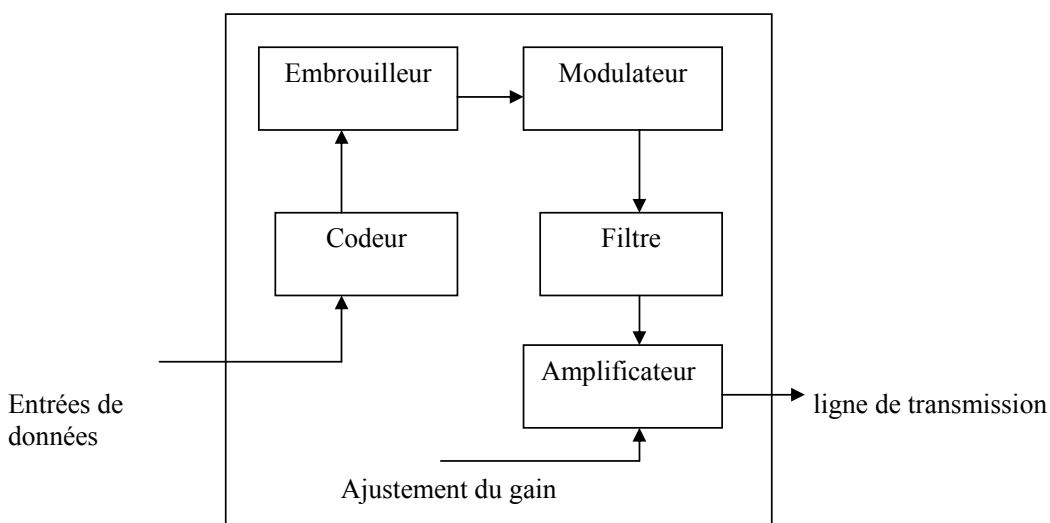 Embrouilleur
Modulateur
Codeur
Filtre
Amplificateur
Entrées de
données
ligne de transmission
Ajustement du gain